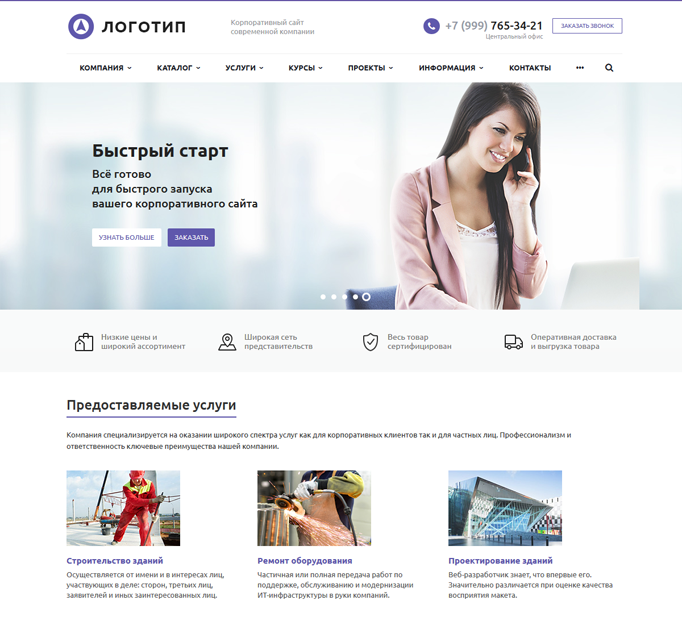 ЛОГОТИП
Корпоративный сайт
современной компании
+7 (999) 765-34-21
Центральный офис
ЗАКАЗАТЬ ЗВОНОК
КОМПАНИЯ КАТАЛОГ УСЛУГИ КУРСЫ ПРОЕКТЫ ИНФОРМАЦИЯ КОНТАКТЫ •••
Быстрый старт
Всё готово
для быстрого запуска
вашего корпоративного сайта
УЗНАТЬ БОЛЬШЕ ЗАКАЗАТЬ
Низкие цены и
широкий ассортимент
Широкая сеть
представительств
Весь товар
сертифицирован
Оперативная доставка
и выгрузка товара
Предоставляемые услуги
Компания специализируется на оказании широкого спектра услуг как для корпоративных клиентов так и для частных лиц. Профессионализм и
ответственность ключевые преимущества нашей компании.
Строительство зданий
Осуществляется от имени и в интересах лиц,
участвующих в деле: сторон, третьих лиц,
заявителей и иных заинтересованных лиц.
Ремонт оборудования
Частичная или полная передача работ по
поддержке, обслуживанию и модернизации
ИТ-инфраструктуры в руки компаний.
Проектирование зданий
Веб-разработчик знает, что впервые его.
Значительно различается при оценке качества
восприятия макета.